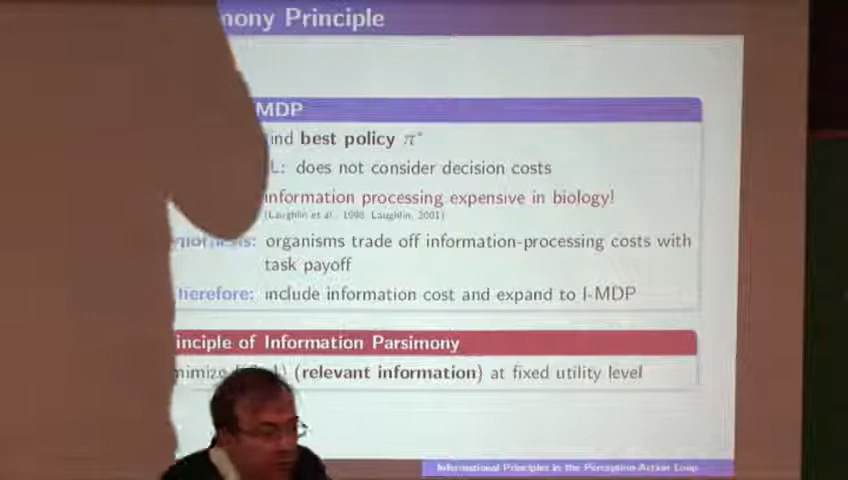 mony Principle
MDP
ind best policy π*
L: does not consider decision costs
information processing expensive in biology!
(Laughlin et al., 1998, Laughlin, 2001)
organisms trade off information-processing costs with
task payoff
herefore: include information cost and expand to I-MDP
inciple of Information Parsimony
(relevant information) at fixed utility level
Informational Principles in the Perception-Action Loop